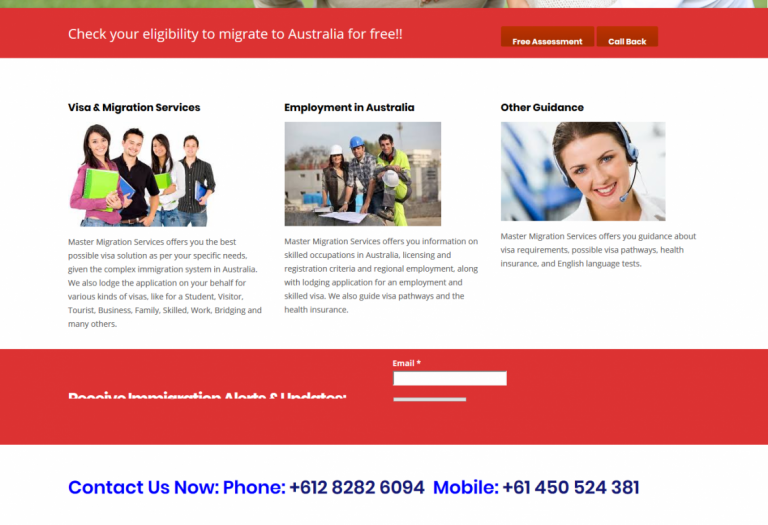 Check your eligibility to migrate to Australia for free!!
Free Assessment
Call Back
Visa & Migration Services
Master Migration Services offers you the best
possible visa solution as per your specific needs,
given the complex immigration system in Australia.
We also lodge the application on your behalf for
various kinds of visas, like for a Student, Visitor,
Tourist, Business, Family, Skilled, Work, Bridging and
many others.
Employment in Australia
Master Migration Services offers you information on
skilled occupations in Australia, licensing and
registration criteria and regional employment, along
with lodging application for an employment and
skilled visa. We also guide visa pathways and the
health insurance.
Other Guidance
Master Migration Services offers you guidance about
visa requirements, possible visa pathways, health
insurance, and English language tests.
Receive Immigration Alerts & Updates:
Email *
Contact Us Now: Phone: +612 8282 6094 Mobile: +61 450 524 381